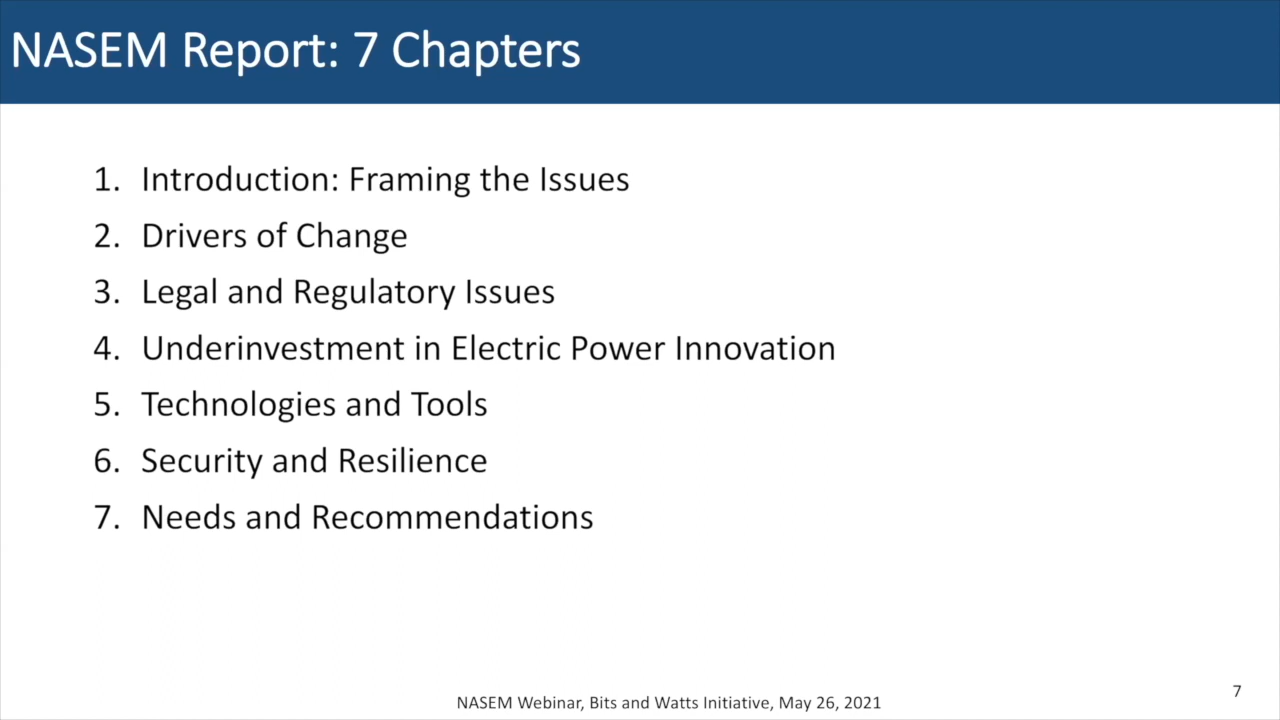 NASEM Report: 7 Chapters
1. Introduction: Framing the Issues
2. Drivers of Change
3. Legal and Regulatory Issues
4. Underinvestment in Electric Power Innovation
5. Technologies and Tools
6. Security and Resilience
7. Needs and Recommendations
7
NASEM Webinar, Bits and Watts Initiative, May 26, 2021